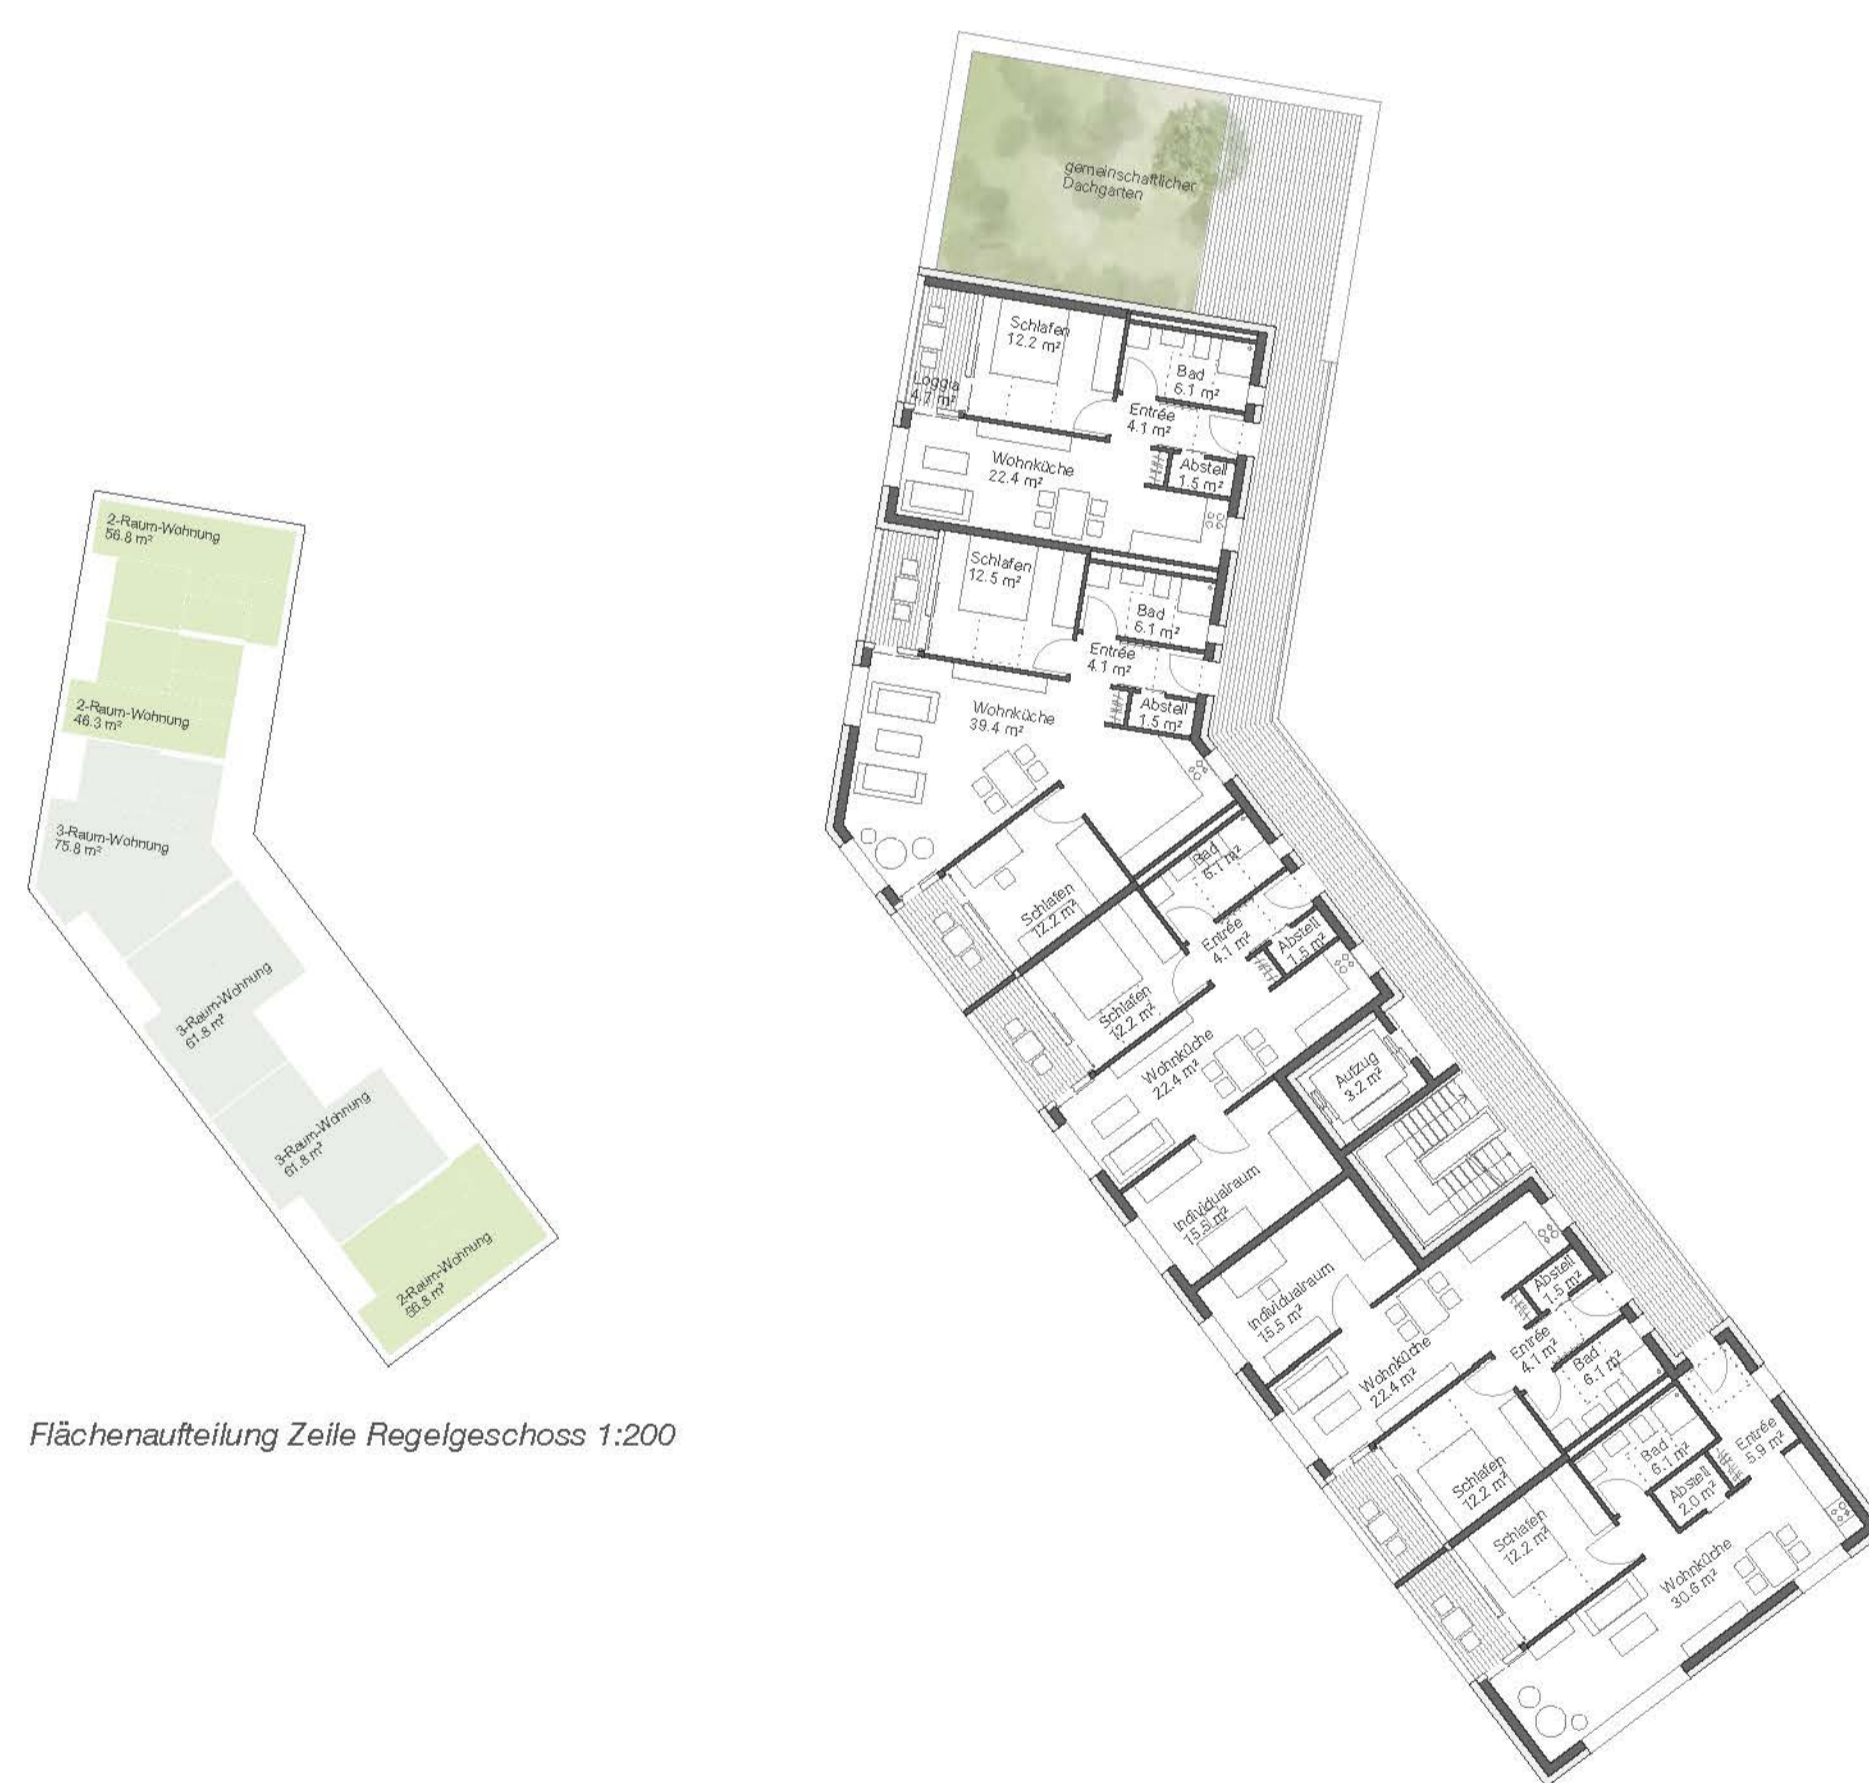 gemeinschaftlicher
Dachgarten
Schlafen
12.2 m²
Bad
6.1 m²
Loggia
4.7 m²
Entrée
4.1 m²
Wohnküche
22.4 m²
Abstell
1.5 m²
Schlafen
12.5 m²
Bad
6.1 m²
Entrée
4.1 m²
Abstell
1.5 m²
Wohnküche
39.4 m²
Schlafen
12.2 m²
Bad
6.1 m²
Entrée
4.1 m²
Abstell
1.5 m²
Schlafen
12.2 m²
Wohnküche
22.4 m²
Aufzug
3.2 m²
Individualraum
15.5 m²
Individualraum
15.5 m²
Wohnküche
22.4 m²
Abstell
1.5 m²
Entrée
4.1 m²
Bad
6.1 m²
Schlafen
12.2 m²
Bad
6.1 m²
Entrée
5.9 m²
Abstell
2.0 m²
Schlafen
12.2 m²
Wohnküche
30.6 m²
2-Raum-Wohnung
56.8 m²
2-Raum-Wohnung
46.3 m²
3-Raum-Wohnung
75.8 m²
3-Raum-Wohnung
61.8 m²
3-Raum-Wohnung
61.8 m²
2-Raum-Wohnung
56.8 m²
Flächenaufteilung Zeile Regelgeschoss 1:200